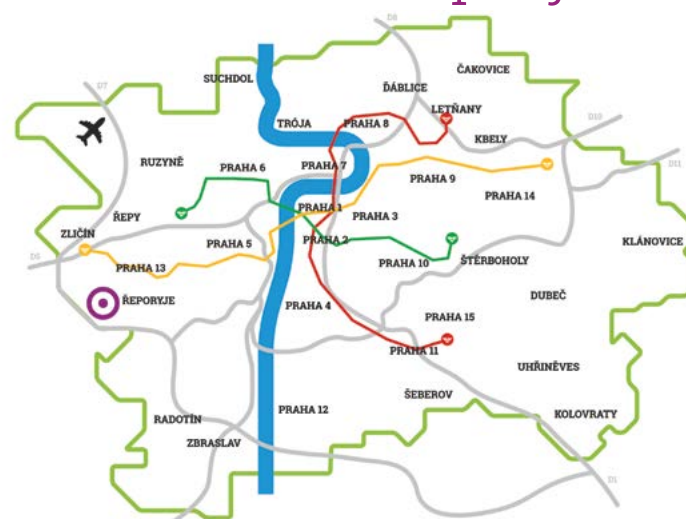 D8
ČAKOVICE
SUCHDOL
ĎÁBLICE
D7
LETŇANY
TRÓJA
PRAHA 8
D10
KBELY
RUZYNĚ
PRAHA 7
D11
PRAHA 6
PRAHA 9
PRAHA 14
PRAHA 1
ŘEPY
PRAHA 3
ZLIČÍN
PRAHA 2
PRAHA 5
KLÁNOVICE
D5
PRAHA 13
PRAHA 10
ŠTĚRBOHOLY
ŘEPORYJE
DUBEČ
PRAHA 4
PRAHA 15
PRAHA 11
UHŘINĚVES
ŠEBEROV
PRAHA 12
KOLOVRATY
RADOTÍN
ZBRASLAV
D1